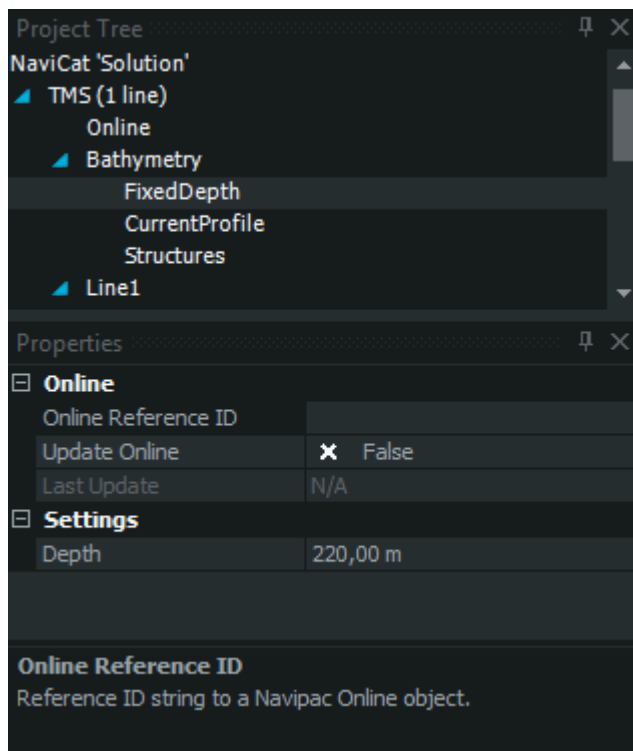 Project Tree
NaviCat 'Solution'
TMS (1 line)
Online
Bathymetry
FixedDepth
CurrentProfile
Structures
Line1
Properties
Online
Online Reference ID
Update Online False
Last Update N/A
Settings
Depth 220,00 m
Online Reference ID
Reference ID string to a Navipac Online object.